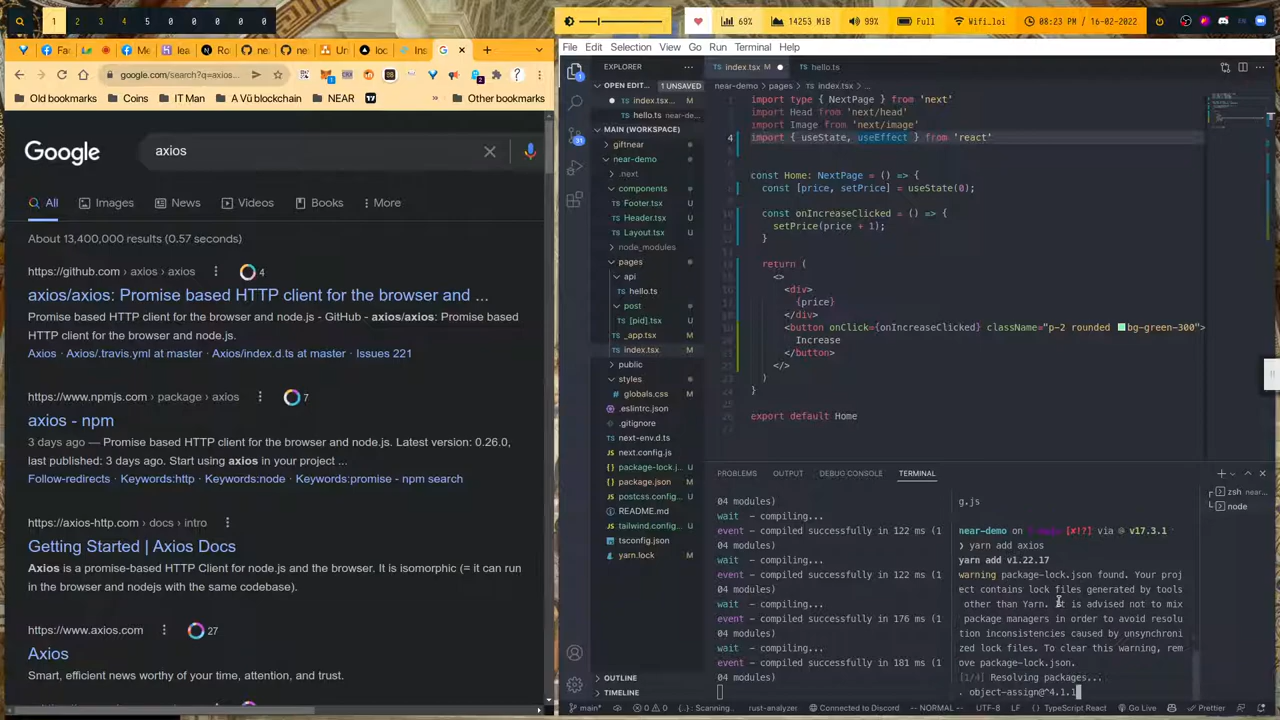 1 2 3 5 0 0 0 0
69% 14253 MiB 99% Full Wifi_loi 08:23 PM 16-02-2022
google.com/search?q=axios...
Old bookmarks Coins IT Man A Vũ blockchain NEAR » Other bookmarks
Google
axios
All Images News Videos Books More
About 13,400,000 results (0.57 seconds)
https://github.com › axios › axios 4
axios/axios: Promise based HTTP client for the browser and ...
Promise based HTTP client for the browser and node.js - GitHub - axios/axios: Promise
based HTTP client for the browser and node.js.
Axios · Axios/.travis.yml at master · Axios/index.d.ts at master · Issues 221
https://www.npmjs.com › package › axios 7
axios - npm
3 days ago — Promise based HTTP client for the browser and node.js. Latest version: 0.26.0,
last published: 3 days ago. Start using axios in your project ...
Follow-redirects · Keywords:http · Keywords:node · Keywords:promise - npm search
https://axios-http.com › docs › intro
Getting Started | Axios Docs
Axios is a promise-based HTTP Client for node.js and the browser. It is isomorphic (= it can run
in the browser and nodejs with the same codebase).
https://www.axios.com 27
Axios
Smart, efficient news worthy of your time, attention, and trust.
File Edit Selection View Go Run Terminal Help
EXPLORER
OPEN EDIT... 1 UNSAVED
index.tsx...
hello.ts near-de...
MAIN (WORKSPACE)
giftnear
near-demo
.next
components
Footer.tsx U
Header.tsx U
Layout.tsx U
node_modules
pages
api
hello.ts
post
[pid].tsx U
_app.tsx M
index.tsx M
public
styles
globals.css M
.eslintrc.json
.gitignore
next-env.d.ts
next.config.js
package-lock.j... U
package.json M
postcss.config... U
README.md
tailwind.config... U
tsconfig.json
yarn.lock M
OUTLINE
TIMELINE
index.tsx hello.ts
near-demo > pages > index.tsx > ...
import type { NextPage } from 'next'
import Head from 'next/head'
import Image from 'next/image'
4 import { useState, useEffect } from 'react'
const Home: NextPage = () => {
const [price, setPrice] = useState(0);
const onIncreaseClicked = () => {
setPrice(price + 1);
}
return (
<>
<div>
{price}
</div>
<button onClick={onIncreaseClicked} className="p-2 rounded bg-green-300">
Increase
</button>
</>
)
}
export default Home
PROBLEMS OUTPUT DEBUG CONSOLE TERMINAL
04 modules)
wait - compiling...
event - compiled successfully in 122 ms (1
04 modules)
wait - compiling...
event - compiled successfully in 122 ms (1
04 modules)
wait - compiling...
event - compiled successfully in 176 ms (1
04 modules)
wait - compiling...
event - compiled successfully in 181 ms (1
04 modules)
g.js
near-demo on [✘!?] via v17.3.1
❯ yarn add axios
yarn add v1.22.17
warning package-lock.json found. Your proj
ect contains lock files generated by tools
other than Yarn. It is advised not to mix
package managers in order to avoid resolu
tion inconsistencies caused by unsynchroni
zed lock files. To clear this warning, rem
ove package-lock.json.
[1/4] Resolving packages...
. object-assign@^4.1.1
zsh near...
node
main* 0 0 Scanning.. rust-analyzer Connected to Discord -- NORMAL -- UTF-8 LF TypeScript React Go Live Prettier